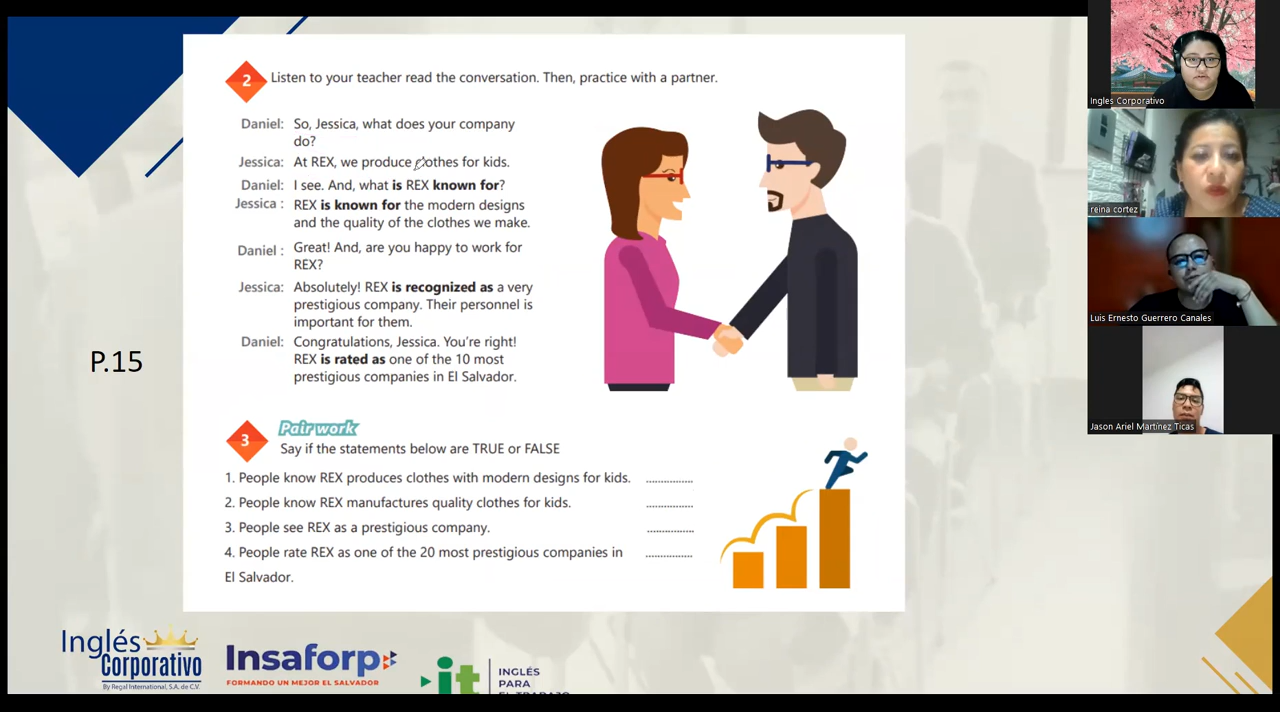 2 Listen to your teacher read the conversation. Then, practice with a partner.
Daniel: So, Jessica, what does your company
do?
Jessica: At REX, we produce clothes for kids.
Daniel: I see. And, what is REX known for?
Jessica : REX is known for the modern designs
and the quality of the clothes we make.
Daniel : Great! And, are you happy to work for
REX?
Jessica: Absolutely! REX is recognized as a very
prestigious company. Their personnel is
important for them.
Daniel: Congratulations, Jessica. You're right!
REX is rated as one of the 10 most
prestigious companies in El Salvador.
P.15
3 Pair work
Say if the statements below are TRUE or FALSE
1. People know REX produces clothes with modern designs for kids. ...............
2. People know REX manufactures quality clothes for kids. ...............
3. People see REX as a prestigious company. ...............
4. People rate REX as one of the 20 most prestigious companies in ...............
El Salvador.
Inglés
Corporativo
By Regal International, S.A. de C.V.
Insaforp
FORMANDO UN MEJOR EL SALVADOR
it
INGLÉS
PARA
EL TRABAJO
Ingles Corporativo
reina cortez
Luis Ernesto Guerrero Canales
Jason Ariel Martínez Ticas